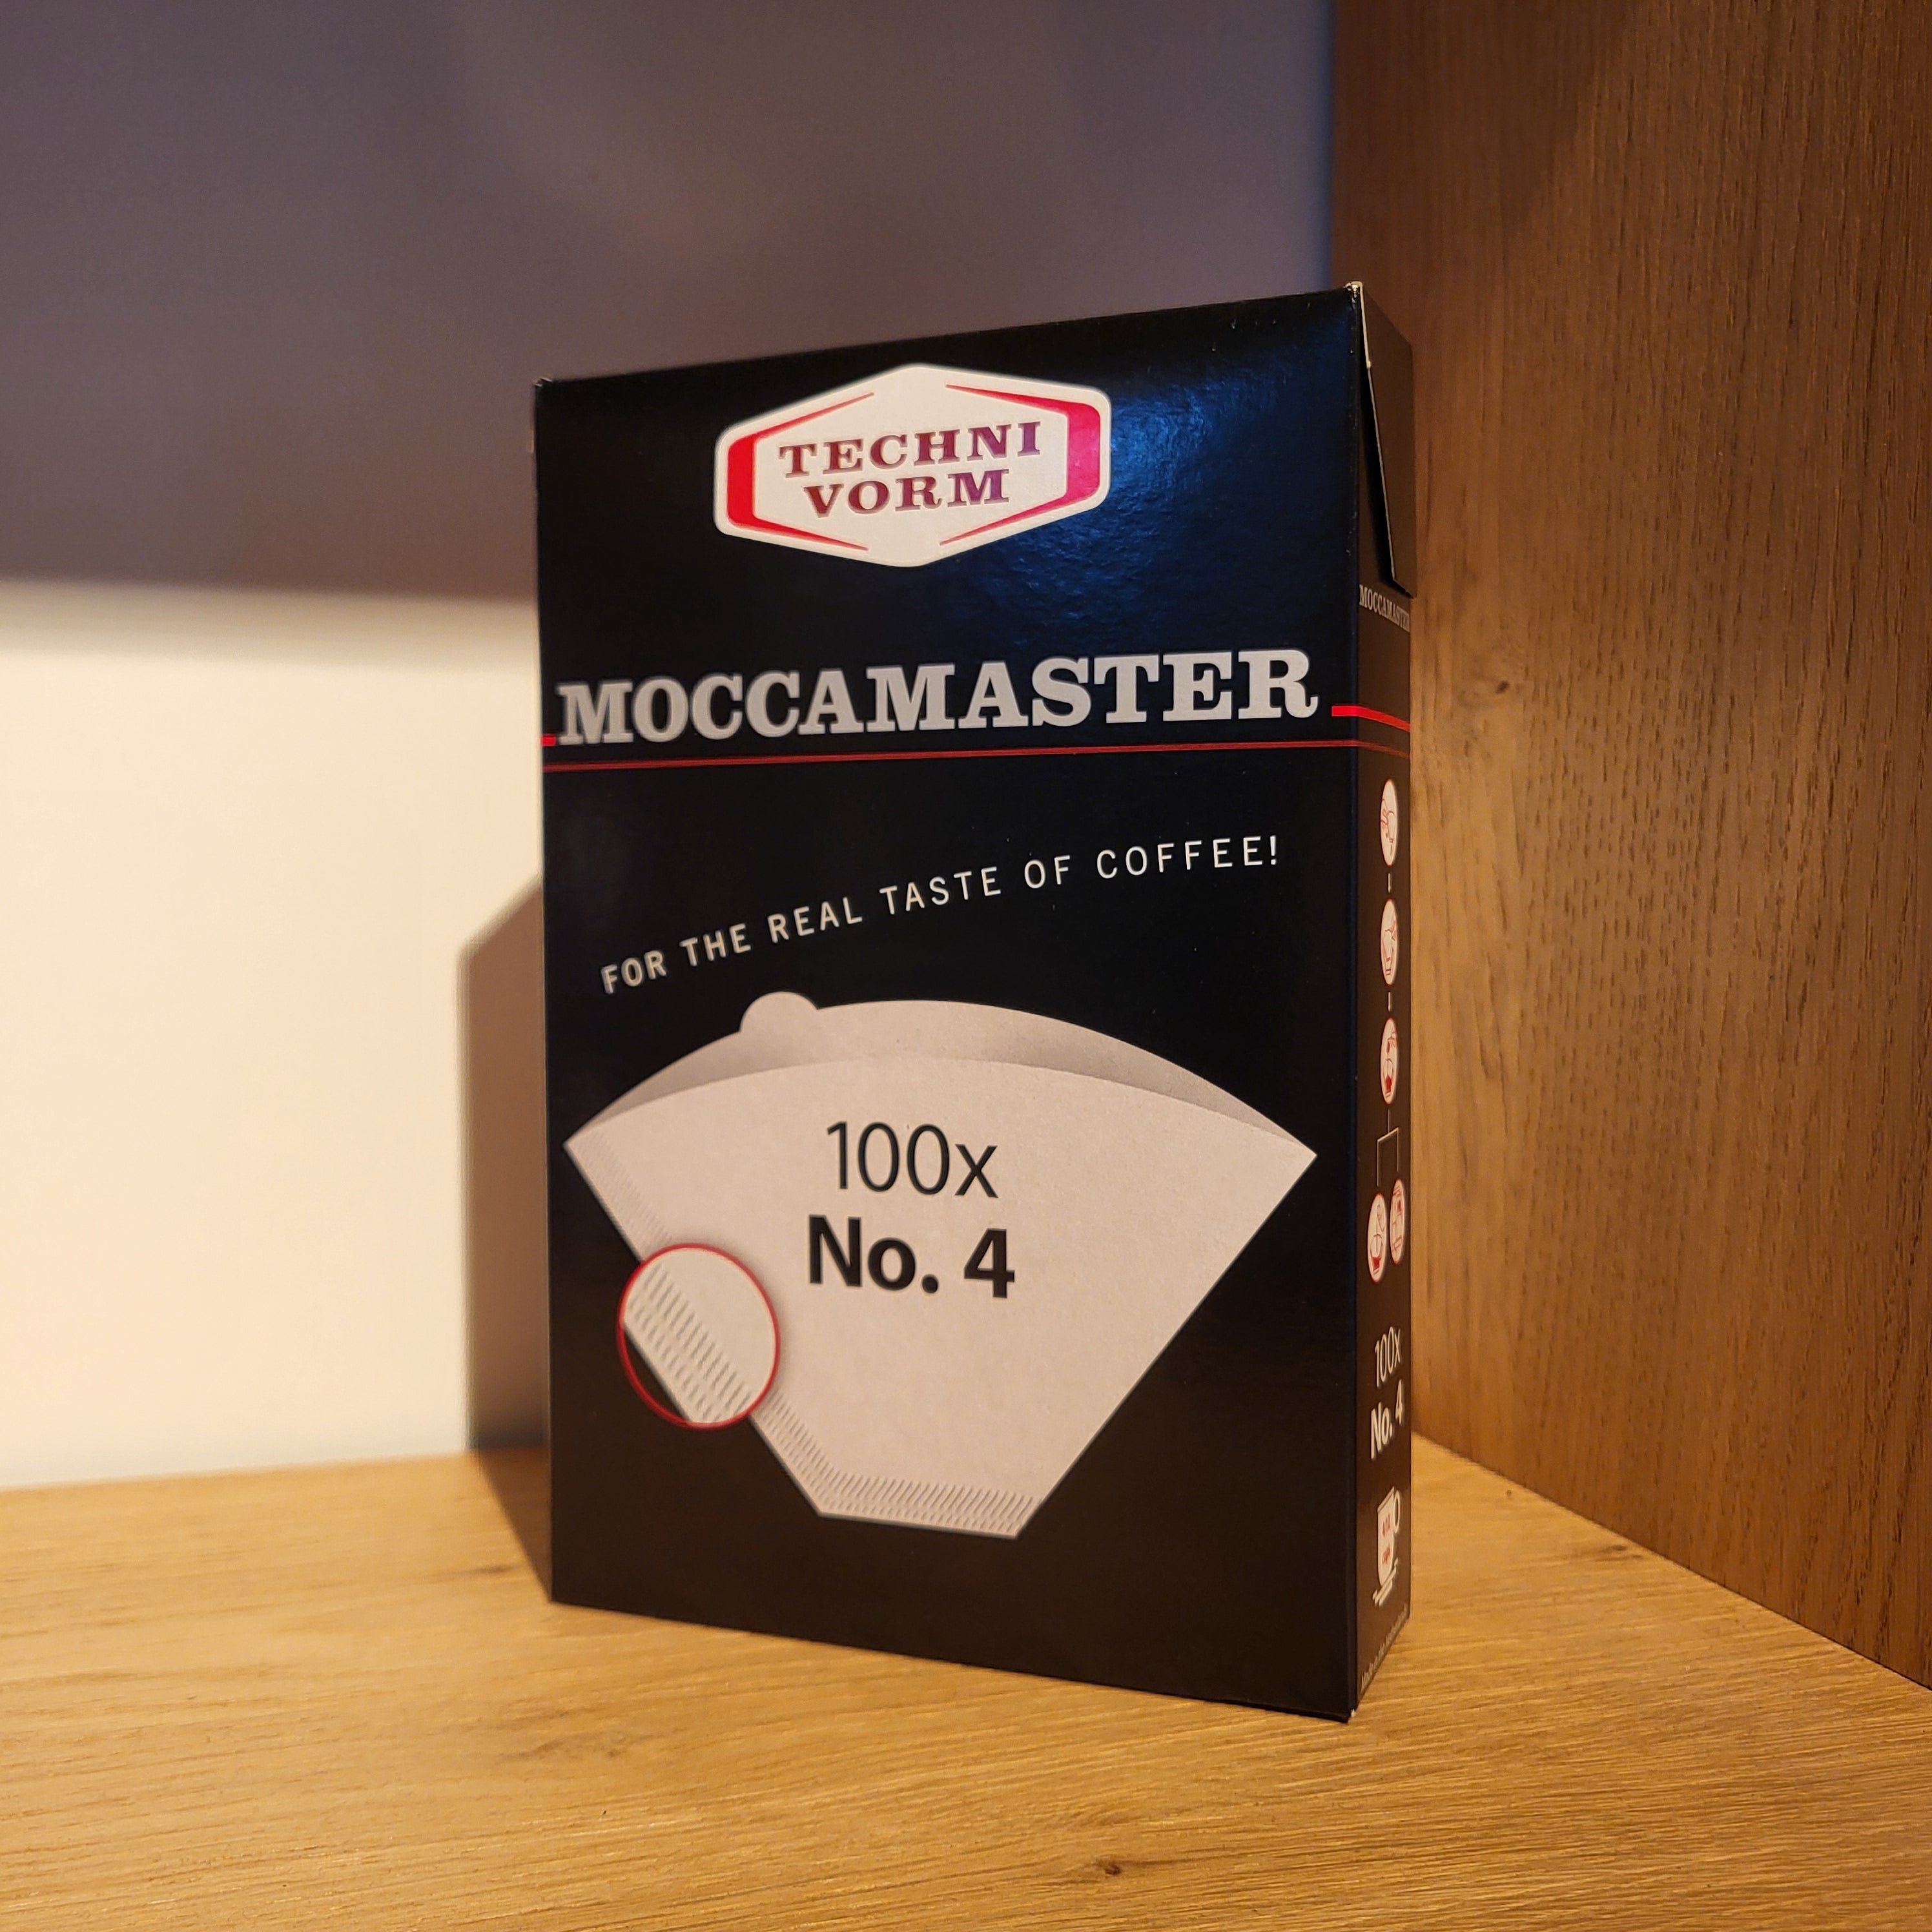 TECHNI
VORM
MOCCAMASTER
FOR THE REAL TASTE OF COFFEE!
100x
No. 4
MOCCAMASTER
100x
No. 4